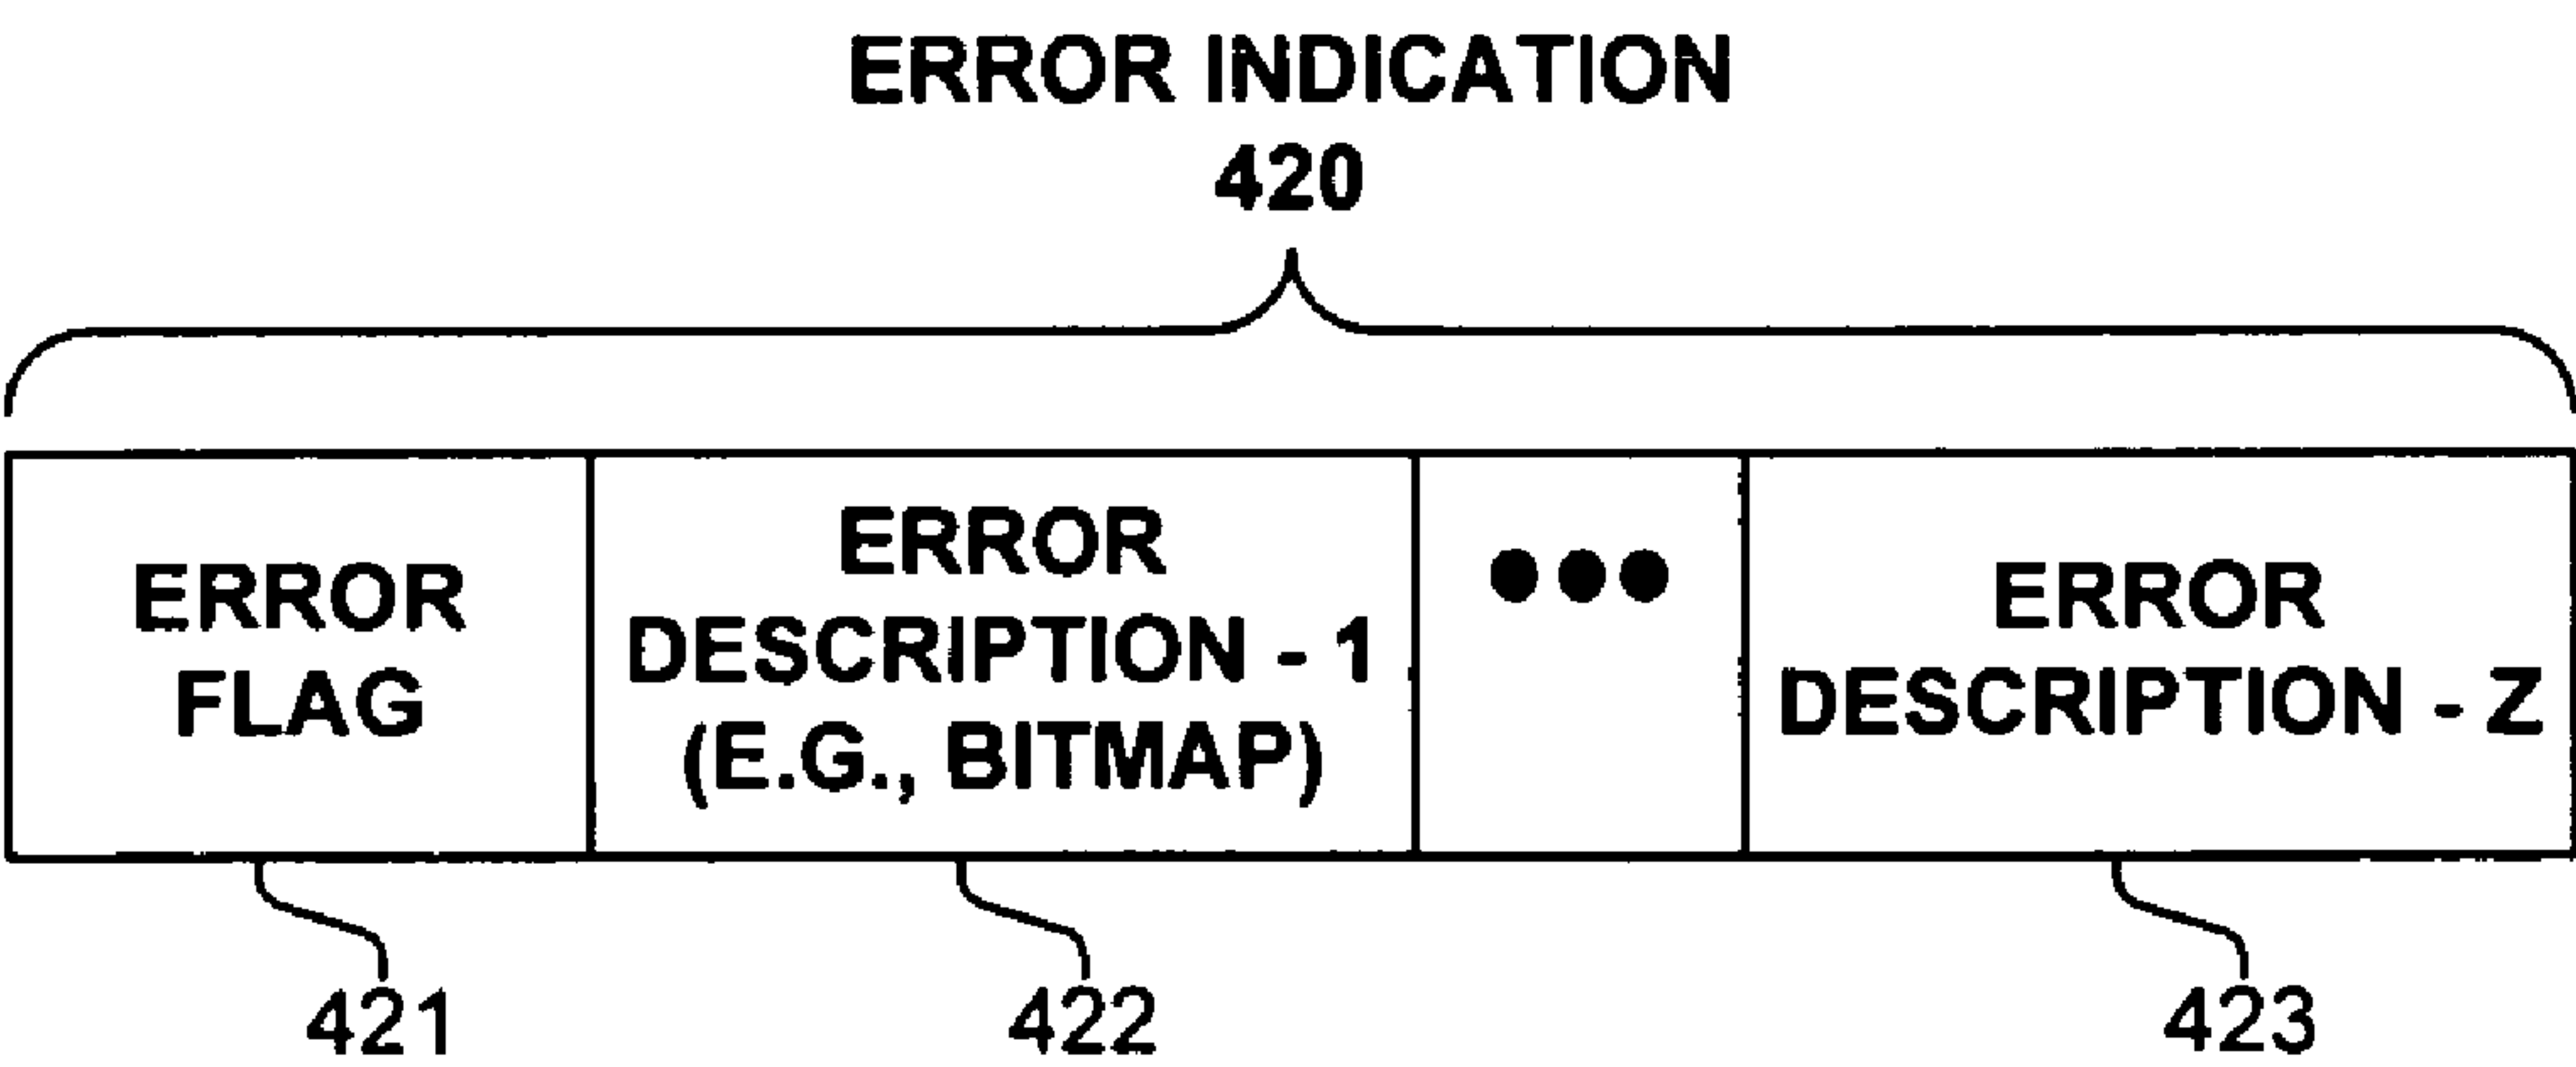 ERROR INDICATION
420
ERROR
FLAG
ERROR
DESCRIPTION - 1
(E.G., BITMAP)
●●●
ERROR
DESCRIPTION - Z
421
422
423